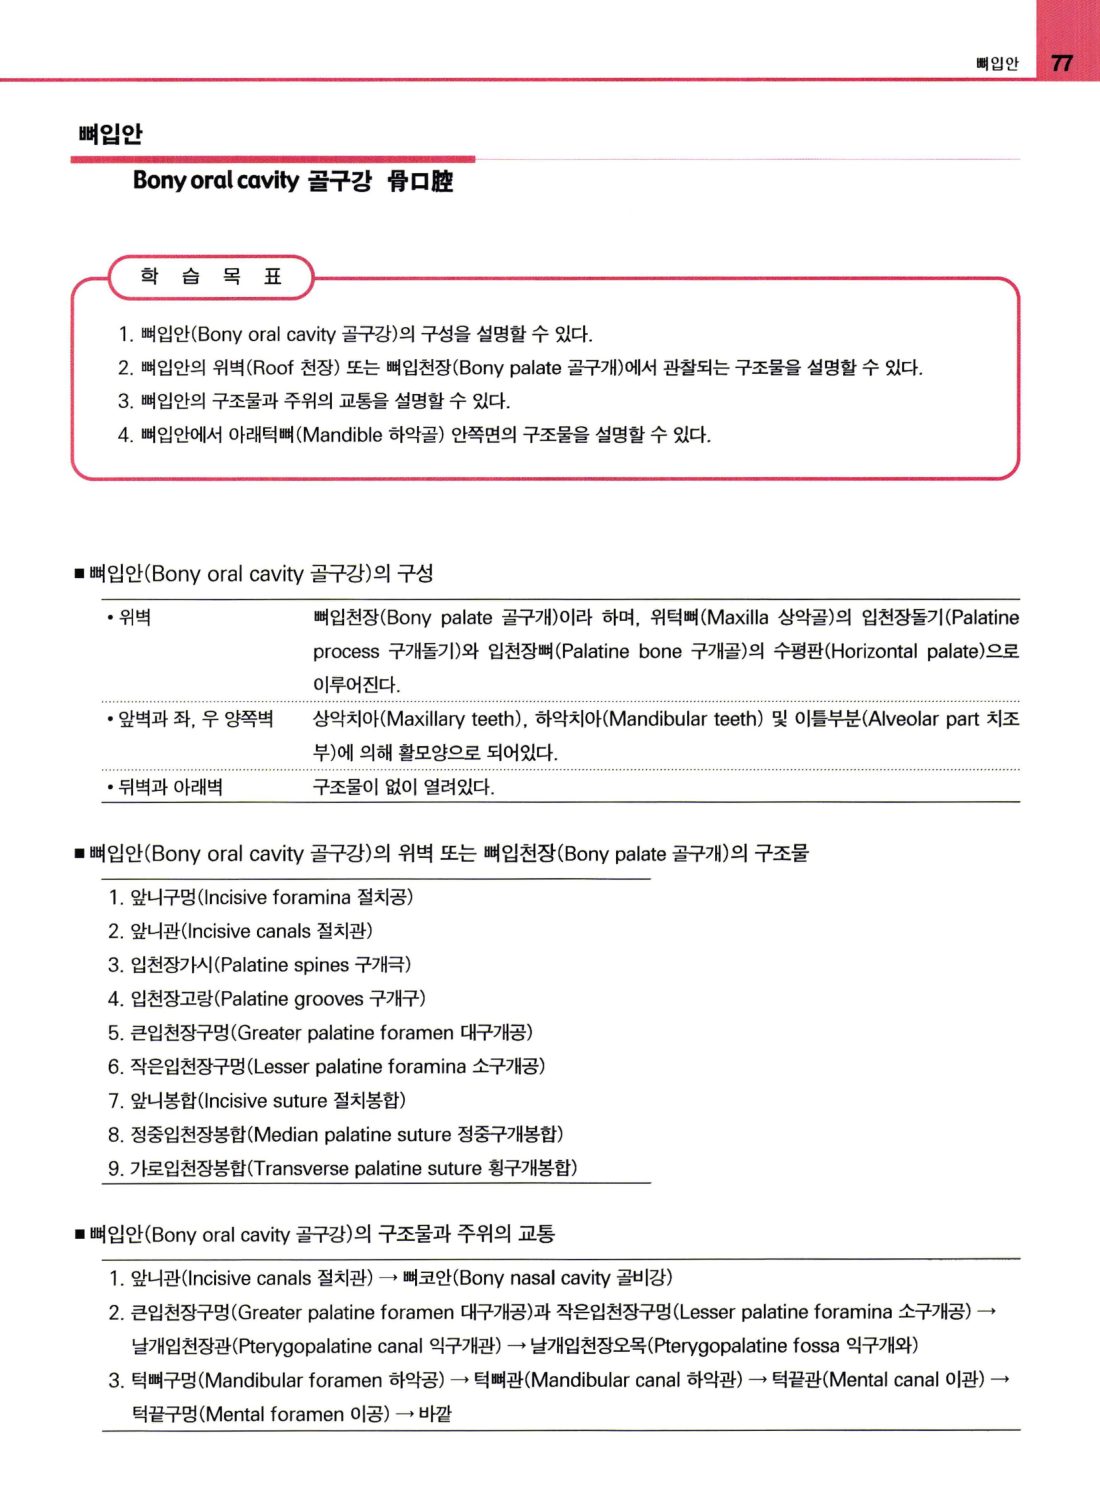 뼈입안 77
뼈입안
Bony oral cavity 골구강 骨口腔
학 습 목 표
1. 뼈입안(Bony oral cavity 골구강)의 구성을 설명할 수 있다.
2. 뼈입안의 위벽(Roof 천장) 또는 뼈입천장(Bony palate 골구개)에서 관찰되는 구조물을 설명할 수 있다.
3. 뼈입안의 구조물과 주위의 교통을 설명할 수 있다.
4. 뼈입안에서 아래턱뼈(Mandible 하악골) 안쪽면의 구조물을 설명할 수 있다.
■ 뼈입안(Bony oral cavity 골구강)의 구성
• 위벽 뼈입천장(Bony palate 골구개)이라 하며, 위턱뼈(Maxilla 상악골)의 입천장돌기(Palatine
process 구개돌기)와 입천장뼈(Palatine bone 구개골)의 수평판(Horizontal palate)으로
이루어진다.
• 앞벽과 좌, 우 양쪽벽 상악치아(Maxillary teeth), 하악치아(Mandibular teeth) 및 이틀부분(Alveolar part 치조
부)에 의해 활모양으로 되어있다.
• 뒤벽과 아래벽 구조물이 없이 열려있다.
■ 뼈입안(Bony oral cavity 골구강)의 위벽 또는 뼈입천장(Bony palate 골구개)의 구조물
1. 앞니구멍(Incisive foramina 절치공)
2. 앞니관(Incisive canals 절치관)
3. 입천장가시(Palatine spines 구개극)
4. 입천장고랑(Palatine grooves 구개구)
5. 큰입천장구멍(Greater palatine foramen 대구개공)
6. 작은입천장구멍(Lesser palatine foramina 소구개공)
7. 앞니봉합(Incisive suture 절치봉합)
8. 정중입천장봉합(Median palatine suture 정중구개봉합)
9. 가로입천장봉합(Transverse palatine suture 횡구개봉합)
■ 뼈입안(Bony oral cavity 골구강)의 구조물과 주위의 교통
1. 앞니관(Incisive canals 절치관) → 뼈코안(Bony nasal cavity 골비강)
2. 큰입천장구멍(Greater palatine foramen 대구개공)과 작은입천장구멍(Lesser palatine foramina 소구개공) →
날개입천장관(Pterygopalatine canal 익구개관) → 날개입천장오목(Pterygopalatine fossa 익구개와)
3. 턱뼈구멍(Mandibular foramen 하악공) → 턱뼈관(Mandibular canal 하악관) → 턱끝관(Mental canal 이관) →
턱끝구멍(Mental foramen 이공) → 바깥